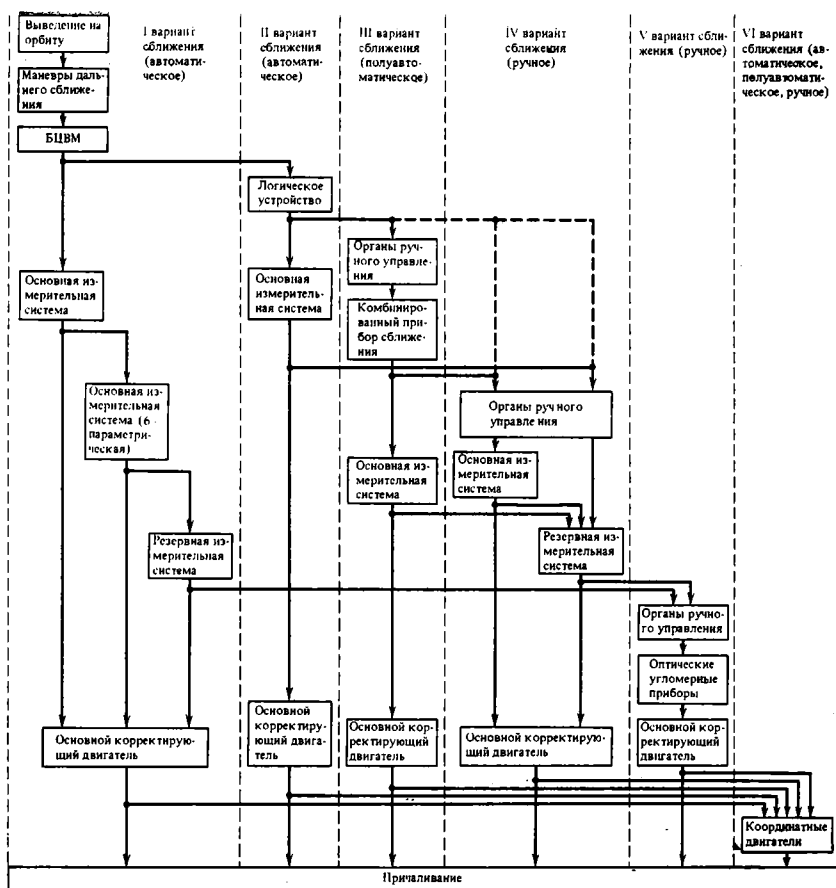 Выведение на
орбиту
I вариант
сближения
(автомати-
ческое)
II вариант
сближения
(автомати-
ческое)
III вариант
сближения
(полуавто-
матическое)
IV вариант
сближения
(ручное)
V вариант сбли-
жения (ручное)
VI вариант
сближения (ав-
томатическое,
полуавтомати-
ческое, ручное)
Маневры даль-
него сближе-
ния
БЦВМ
Логическое
устройство
Органы руч-
ного управле-
ния
Основная из-
мерительная
система
Основная
измеритель-
ная система
Комбиниро-
ванный при-
бор сближе-
ния
Основная из-
мерительная
система (6-
параметри-
ческая)
Органы ручного
управления
Основная из-
мерительная
система
Основная из-
мерительная
система
Резервная из-
мерительная
система
Резервная из-
мерительная
система
Органы ручно-
го управления
Оптические
угломерные
приборы
Основной корректирую-
щий двигатель
Основной
корректиру-
ющий двига-
тель
Основной кор-
ректирующий
двигатель
Основной корректирую-
щий двигатель
Основной кор-
ректирующий
двигатель
Координатные
двигатели
Причаливание